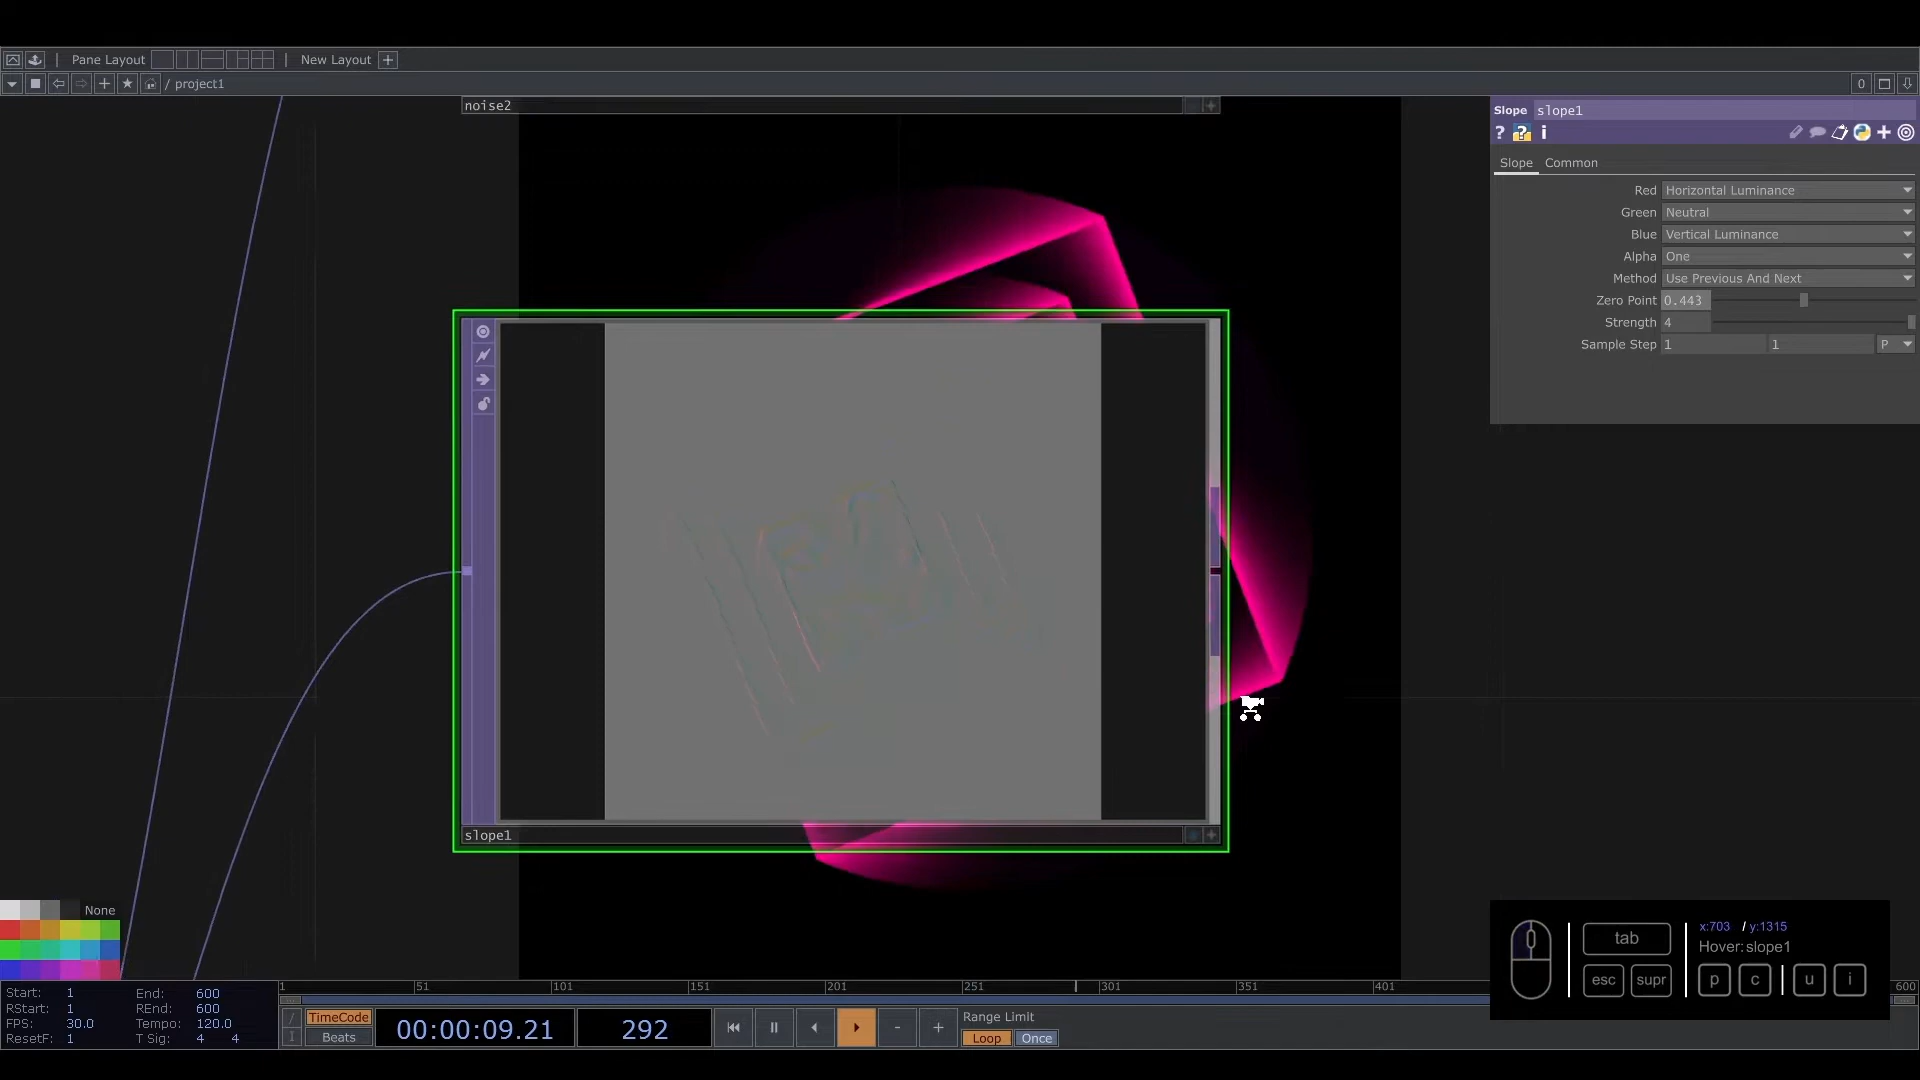 Pane Layout
New Layout
+
/ project1
0
noise2
Slope slope1
? ? i
Slope Common
Red Horizontal Luminance
Green Neutral
Blue Vertical Luminance
Alpha One
Method Use Previous And Next
Zero Point 0.443
Strength 4
Sample Step 1 1 P
slope1
None
tab
esc supr
x:703 / y:1315
Hover: slope1
p c u i
1 51 101 151 201 251 301 351 401 600
Start: 1 End: 600
RStart: 1 REnd: 600
FPS: 30.0 Tempo: 120.0
ResetF: 1 T Sig: 4 4
/
I
TimeCode
Beats
00:00:09.21
292
- +
Range Limit
Loop Once